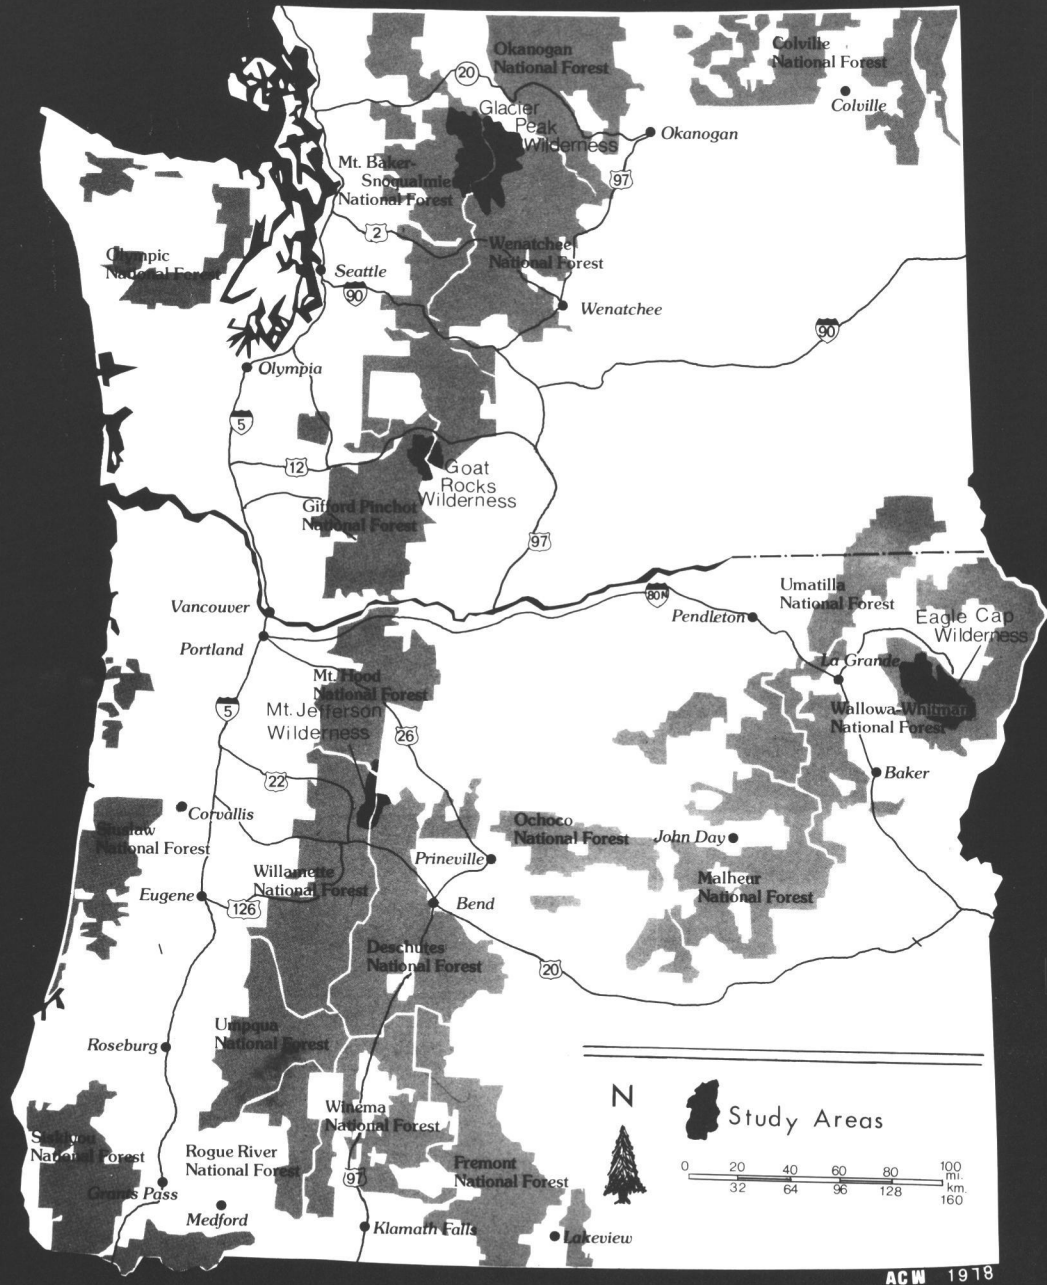 Okanogan
National Forest
Colville
National Forest
20
Colville
Glacier
Peak
Wilderness
Okanogan
Mt. Baker-
Snoqualmie
National Forest
97
2
Wenatchee
National Forest
Olympic
National Forest
Seattle
90
Wenatchee
90
Olympia
5
12
Goat
Rocks
Wilderness
Gifford Pinchot
National Forest
97
Umatilla
National Forest
80N
Vancouver
Pendleton
Eagle Cap
Wilderness
Portland
La Grande
Mt. Hood
National Forest
Mt. Jefferson
Wilderness
5
26
Wallowa-Whitman
National Forest
22
Baker
Corvallis
Siuslaw
National Forest
Ochoco
National Forest
John Day
Prineville
Willamette
National Forest
Malheur
National Forest
Eugene
126
Bend
Deschutes
National Forest
20
Umpqua
National Forest
Roseburg
N
Study Areas
Winema
National Forest
Siskiyou
National Forest
Rogue River
National Forest
Fremont
National Forest
0 20 40 60 80 100
mi.
32 64 96 128 km.
160
97
Grants Pass
Medford
Klamath Falls
Lakeview
ACW 1978